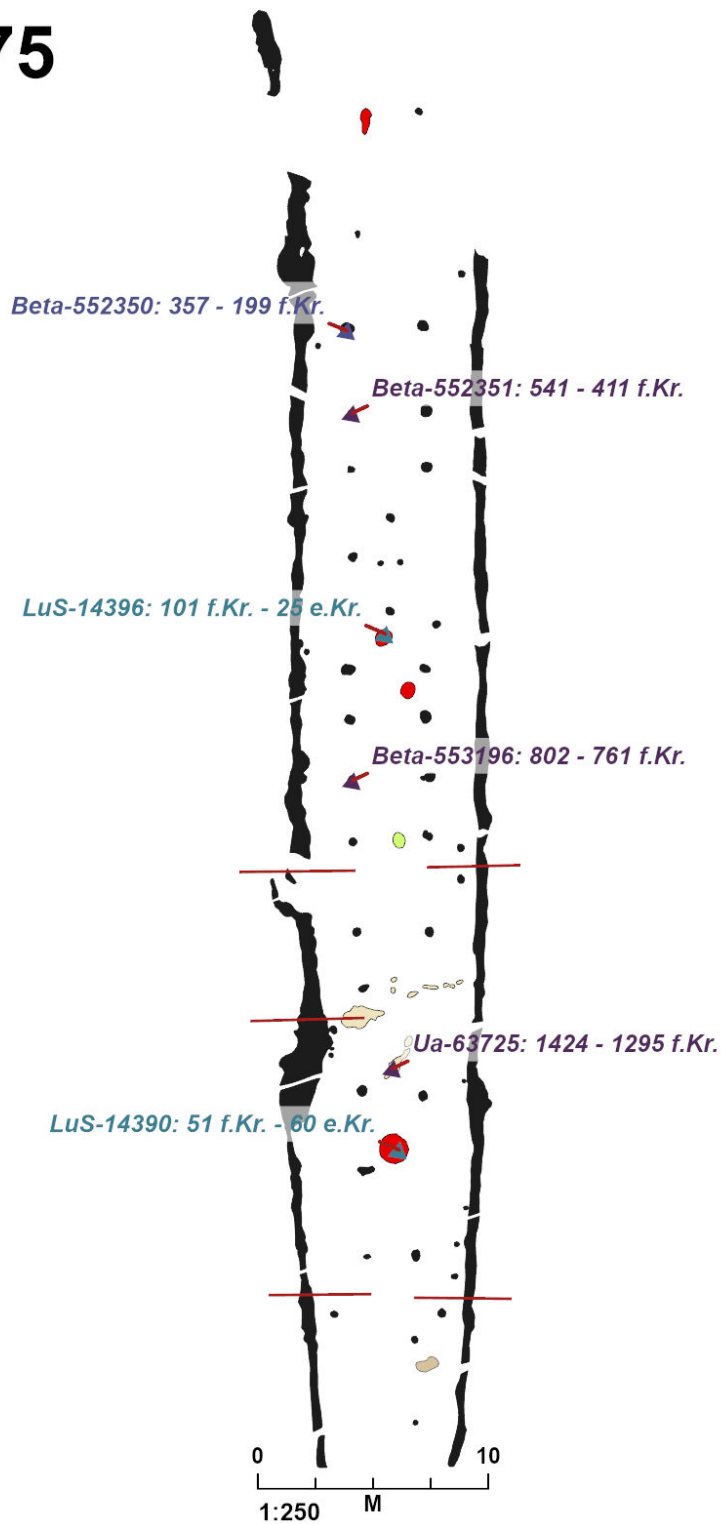 75
Beta-552350: 357 - 199 f.Kr.
Beta-552351: 541 - 411 f.Kr.
LuS-14396: 101 f.Kr. - 25 e.Kr.
Beta-553196: 802 - 761 f.Kr.
Ua-63725: 1424 - 1295 f.Kr.
LuS-14390: 51 f.Kr. - 60 e.Kr.
0 10
1:250 M